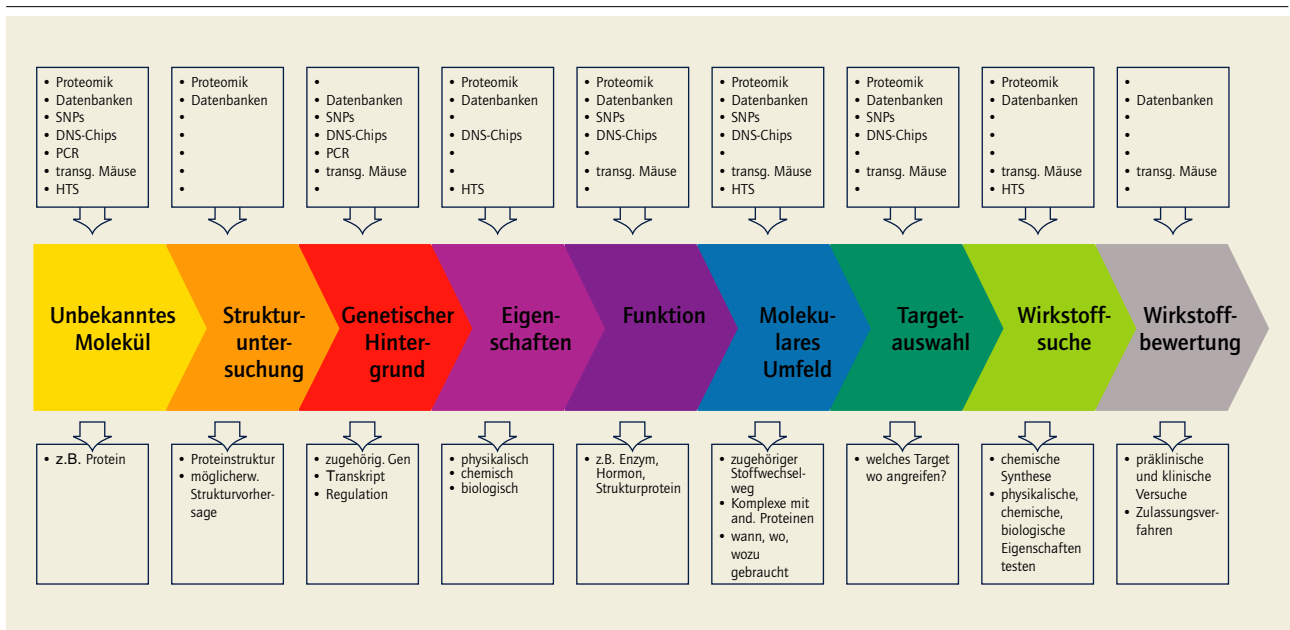 • Proteomik
• Datenbanken
• SNPs
• DNS-Chips
• PCR
• transg. Mäuse
• HTS
• Proteomik
• Datenbanken
•
•
•
•
•
•
• Datenbanken
• SNPs
• DNS-Chips
• PCR
• transg. Mäuse
•
• Proteomik
• Datenbanken
•
• DNS-Chips
•
•
• HTS
• Proteomik
• Datenbanken
• SNPs
• DNS-Chips
•
• transg. Mäuse
•
• Proteomik
• Datenbanken
• SNPs
• DNS-Chips
•
• transg. Mäuse
• HTS
• Proteomik
• Datenbanken
• SNPs
• DNS-Chips
•
• transg. Mäuse
•
• Proteomik
• Datenbanken
•
•
•
• transg. Mäuse
• HTS
•
• Datenbanken
•
•
•
• transg. Mäuse
•
Unbekanntes
Molekül
Struktur-
unter-
suchung
Genetischer
Hinter-
grund
Eigen-
schaften
Funktion
Moleku-
lares
Umfeld
Target-
auswahl
Wirkstoff-
suche
Wirkstoff-
bewertung
• z.B. Protein
• Proteinstruktur
• möglicherw.
Strukturvorher-
sage
• zugehörig. Gen
• Transkript
• Regulation
• physikalisch
• chemisch
• biologisch
• z.B. Enzym,
Hormon,
Strukturprotein
• zugehöriger
Stoffwechsel-
weg
• Komplexe mit
and. Proteinen
• wann, wo,
wozu
gebraucht
• welches Target
wo angreifen?
• chemische
Synthese
• physikalische,
chemische,
biologische
Eigenschaften
testen
• präklinische
und klinische
Versuche
• Zulassungsver-
fahren